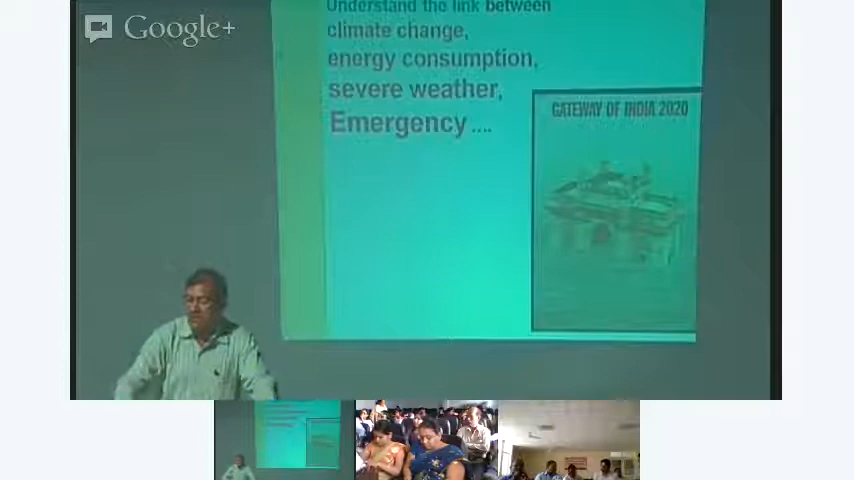 Google+
Understand the link between
climate change,
energy consumption,
severe weather,
Emergency ....
GATEWAY OF INDIA 2020